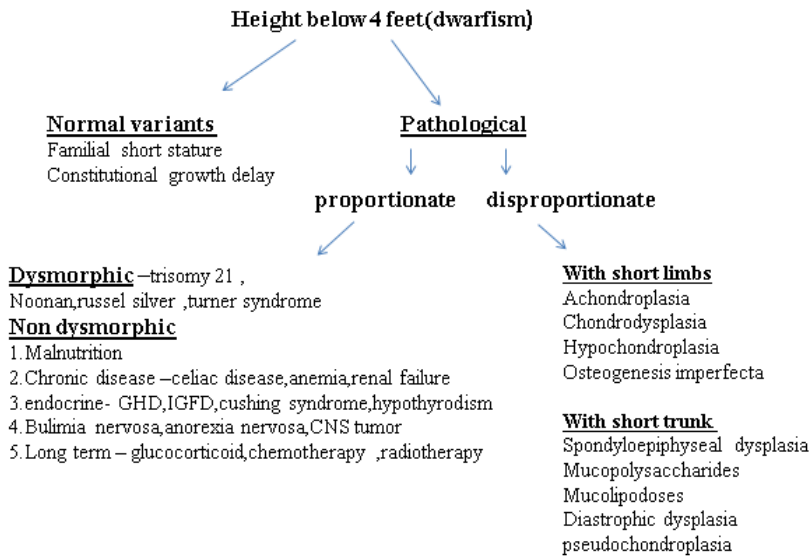 Height below 4 feet(dwarfism)
Normal variants
Familial short stature
Constitutional growth delay
Pathological
proportionate
disproportionate
Dysmorphic –trisomy 21 ,
Noonan,russel silver ,turner syndrome
Non dysmorphic
1.Malnutrition
2.Chronic disease –celiac disease,anemia,renal failure
3.endocrine- GHD,IGFD,cushing syndrome,hypothyrodism
4.Bulimia nervosa,anorexia nervosa,CNS tumor
5.Long term – glucocorticoid,chemotherapy ,radiotherapy
With short limbs
Achondroplasia
Chondrodysplasia
Hypochondroplasia
Osteogenesis imperfecta
With short trunk
Spondyloepiphyseal dysplasia
Mucopolysaccharides
Mucolipodoses
Diastrophic dysplasia
pseudochondroplasia